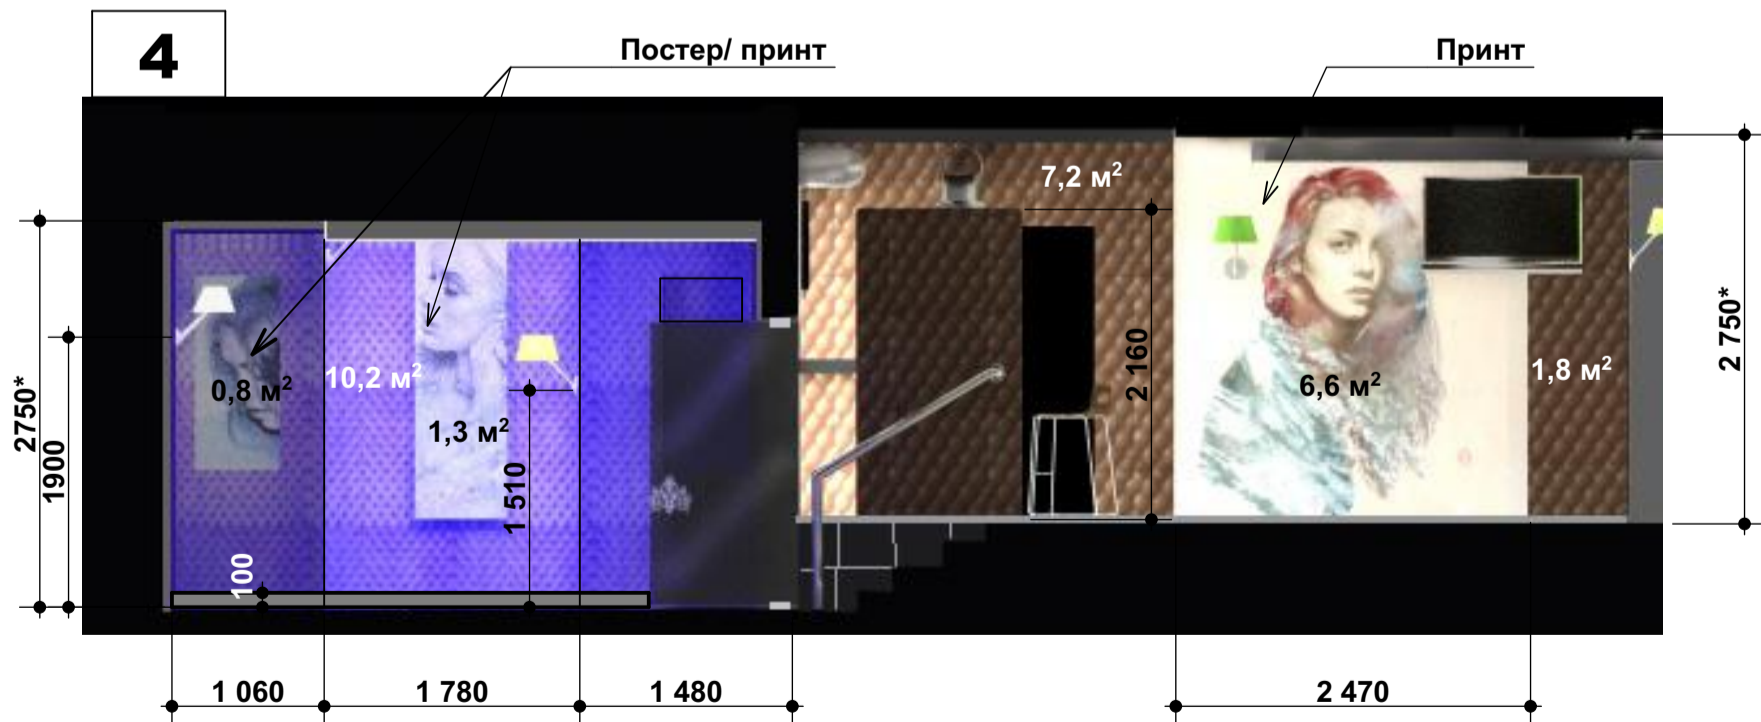 4
Постер/ принт
Принт
7,2 м²
0,8 м²
10,2 м²
1,3 м²
6,6 м²
1,8 м²
2750*
1900
100
1 510
2 160
2 750*
1 060
1 780
1 480
2 470